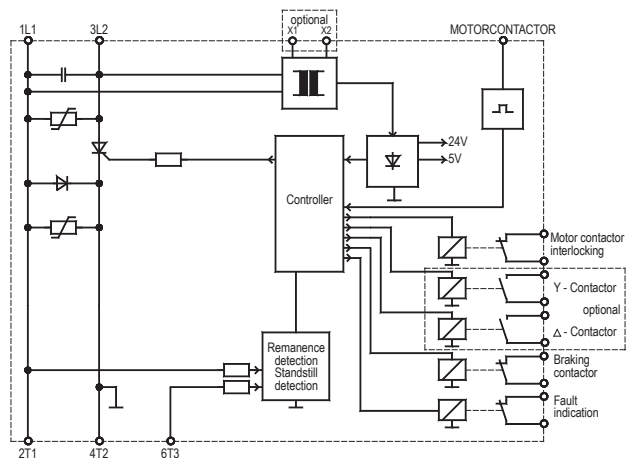 optional
1L1
3L2
X1
X2
MOTORCONTACTOR
24V
5V
Controller
Motor contactor
interlocking
Y - Contactor
optional
Δ - Contactor
Remanence
detection
Standstill
detection
Braking
contactor
Fault
indication
2T1
4T2
6T3